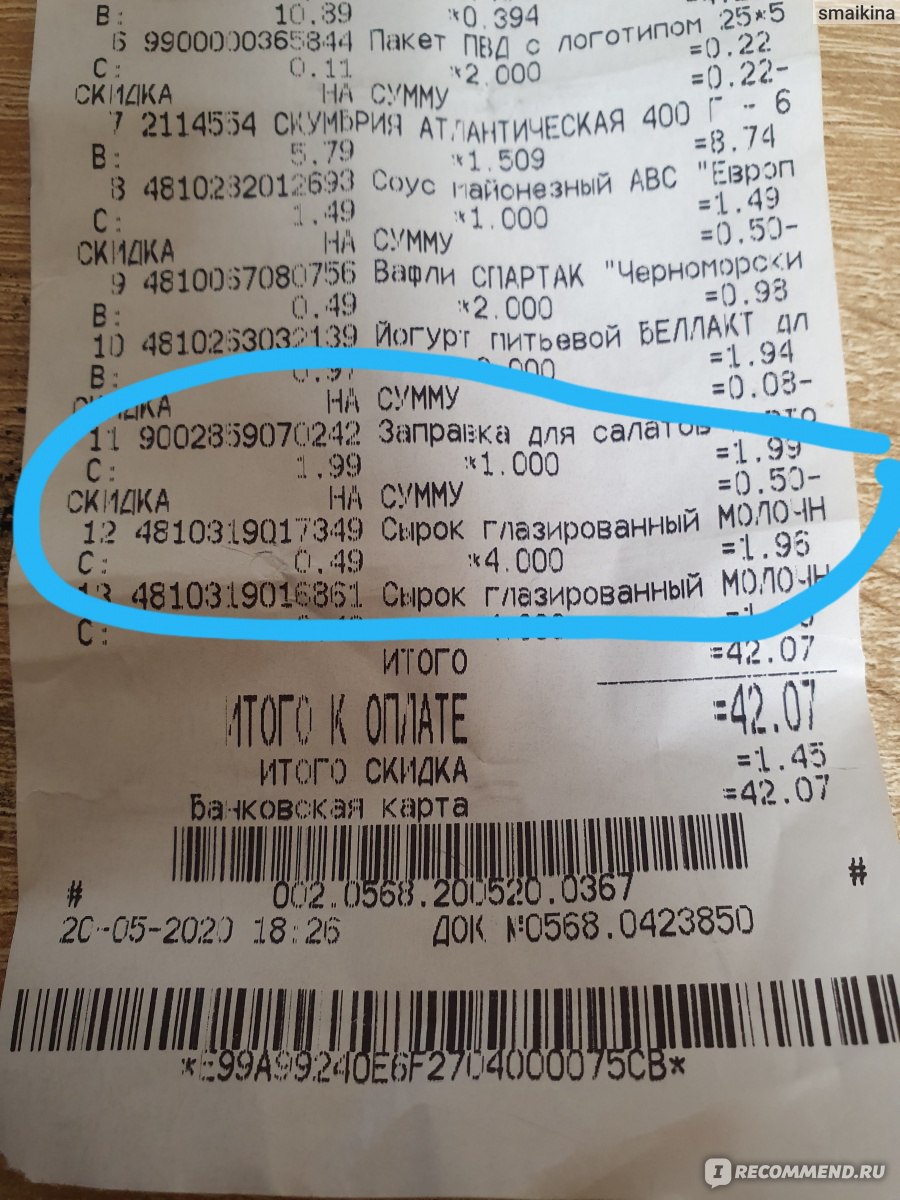 smaikina
В: 10.89 *0.394
6 9900000365844 Пакет ПВД с логотипом 25*5
С: 0.11 *2.000 =0.22
СКИДКА НА СУММУ =0.22-
7 2114554 СКУМБРИЯ АТЛАНТИЧЕСКАЯ 400 Г - 6
В: 5.79 *1.509 =8.74
8 4810232012693 Соус майонезный АВС "Европ
С: 1.49 *1.000 =1.49
СКИДКА НА СУММУ =0.50-
9 4810067080756 Вафли СПАРТАК "Черноморски
В: 0.49 *2.000 =0.98
10 4810263032139 Йогурт питьевой БЕЛЛАКТ дл
В: 0.97 =1.94
СКИДКА НА СУММУ =0.08-
11 9002859070242 Заправка для салатов
С: 1.99 *1.000 =1.99
СКИДКА НА СУММУ =0.50-
12 4810319017349 Сырок глазированный МОЛОЧН
С: 0.49 *4.000 =1.96
13 4810319016861 Сырок глазированный МОЛОЧН
С:
ИТОГО =42.07
ИТОГО К ОПЛАТЕ =42.07
ИТОГО СКИДКА =1.45
Банковская карта =42.07
# 002.0568.200520.0367 #
20-05-2020 18:26 ДОК №0568.0423850
*E99A99240E6F2704000075CB*
I RECOMMEND.RU